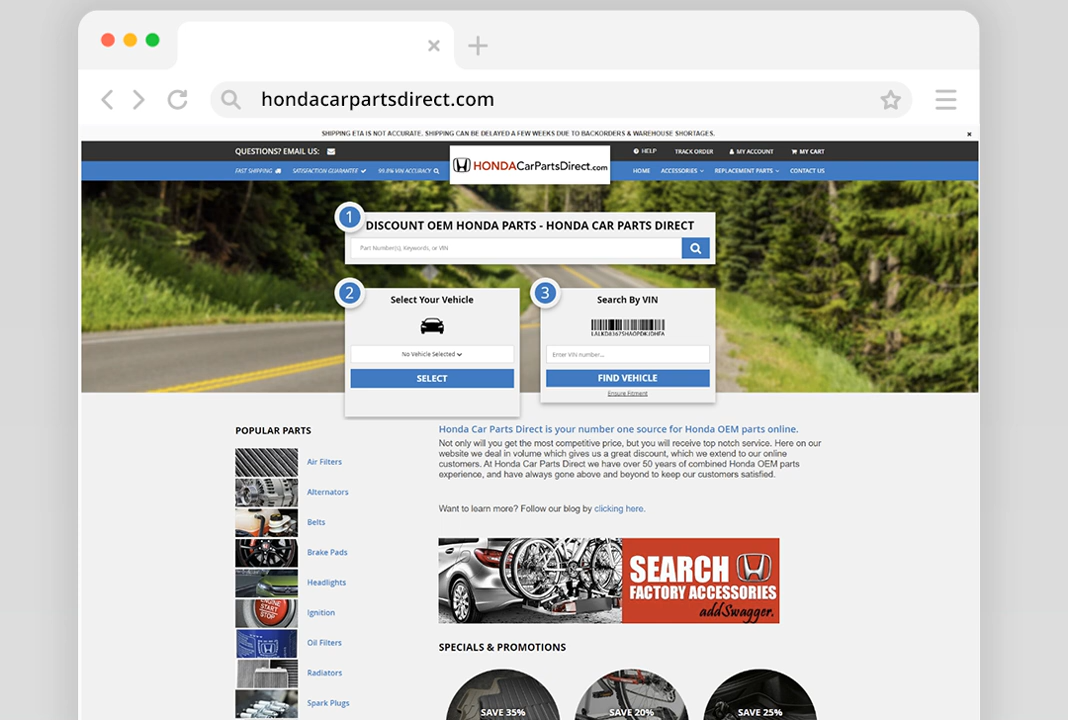 hondacarpartsdirect.com
SHIPPING ETA IS NOT ACCURATE. SHIPPING CAN BE DELAYED A FEW WEEKS DUE TO BACKORDERS & WAREHOUSE SHORTAGES.
QUESTIONS? EMAIL US:
HELP TRACK ORDER MY ACCOUNT MY CART
HONDACarPartsDirect.com
FAST SHIPPING SATISFACTION GUARANTEE 99.8% VIN ACCURACY
HOME ACCESSORIES REPLACEMENT PARTS CONTACT US
1
DISCOUNT OEM HONDA PARTS - HONDA CAR PARTS DIRECT
Part Number(s), Keywords, or VIN
2
Select Your Vehicle
No Vehicle Selected
SELECT
3
Search By VIN
Enter VIN number...
FIND VEHICLE
Ensure Fitment
POPULAR PARTS
Air Filters
Alternators
Belts
Brake Pads
Headlights
ENGINE
START
STOP
Ignition
Oil Filters
Radiators
Spark Plugs
Honda Car Parts Direct is your number one source for Honda OEM parts online.
Not only will you get the most competitive price, but you will receive top notch service. Here on our
website we deal in volume which gives us a great discount, which we extend to our online
customers. At Honda Car Parts Direct we have over 50 years of combined Honda OEM parts
experience, and have always gone above and beyond to keep our customers satisfied.
Want to learn more? Follow our blog by clicking here.
SEARCH
FACTORY ACCESSORIES
addSwagger.
SPECIALS & PROMOTIONS
SAVE 35%
SAVE 20%
SAVE 25%